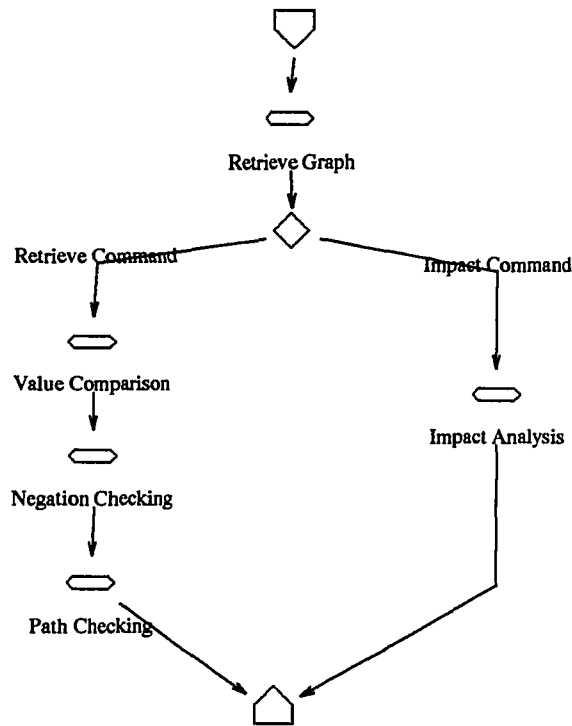 Retrieve Graph
Retrieve Command
Impact Command
Value Comparison
Impact Analysis
Negation Checking
Path Checking